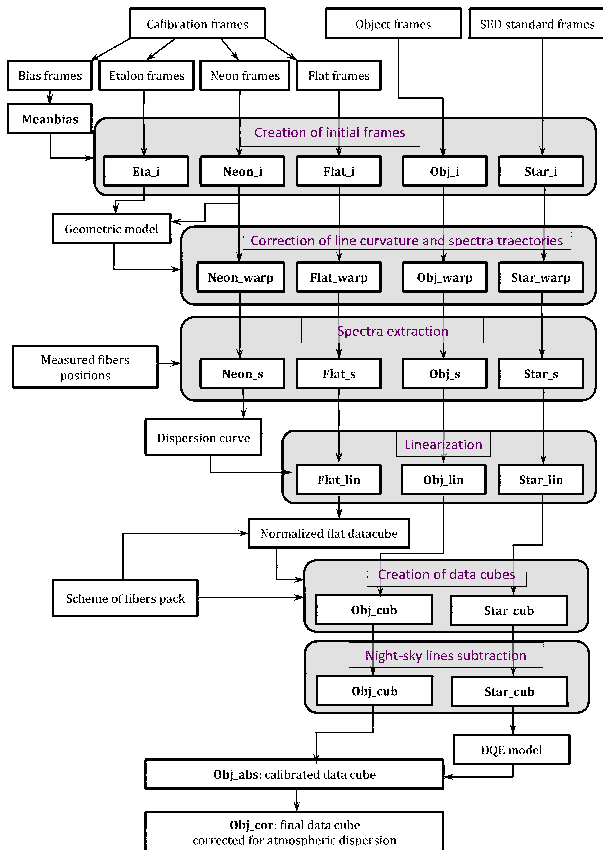 Calibration frames
Object frames
SED standard frames
Bias frames
Etalon frames
Neon frames
Flat frames
Meanbias
Creation of initial frames
Eta_i
Neon_i
Flat_i
Obj_i
Star_i
Geometric model
Correction of line curvature and spectra traectories
Neon_warp
Flat_warp
Obj_warp
Star_warp
Spectra extraction
Measured fibers
positions
Neon_s
Flat_s
Obj_s
Star_s
Dispersion curve
Linearization
Flat_lin
Obj_lin
Star_lin
Normalized flat datacube
Creation of data cubes
Scheme of fibers pack
Obj_cub
Star_cub
Night-sky lines subtraction
Obj_cub
Star_cub
DQE model
Obj_abs: calibrated data cube
Obj_cor: final data cube
corrected for atmospheric dispersion